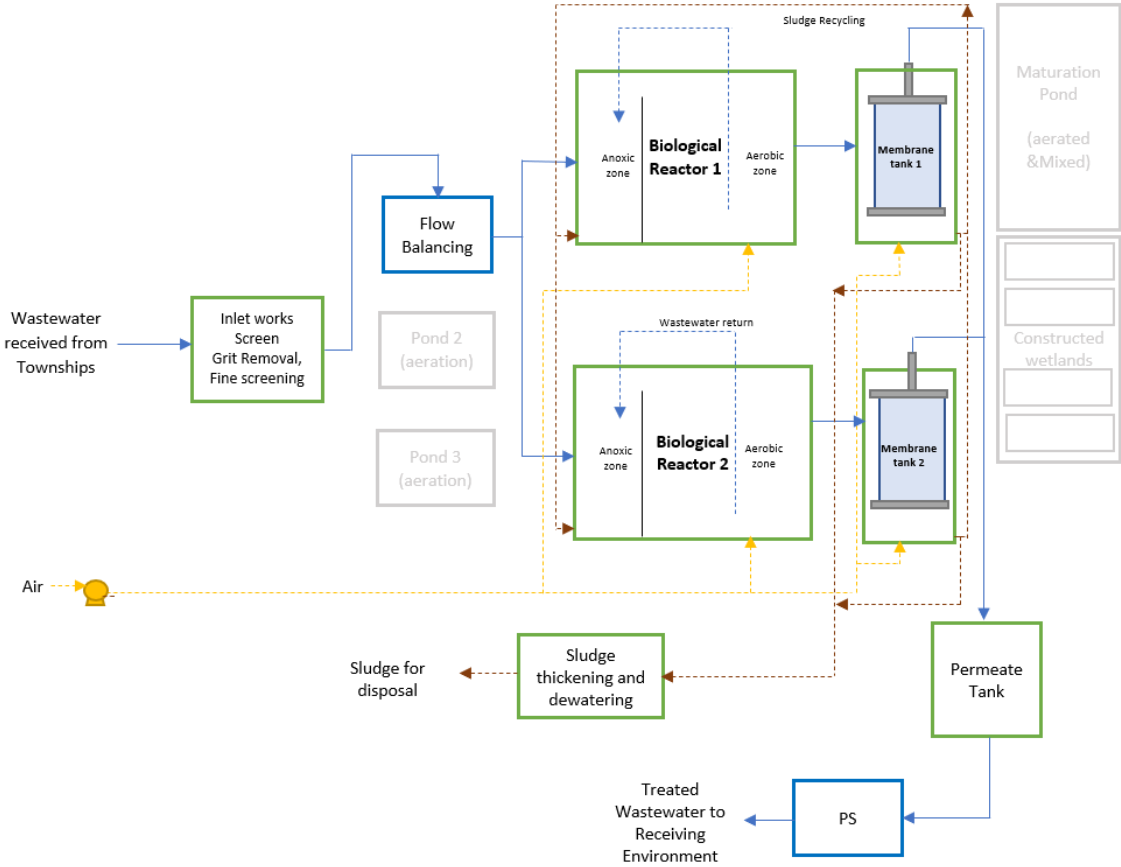 Sludge Recycling
Maturation
Pond
(aerated
&Mixed)
Anoxic
zone
Biological
Reactor 1
Aerobic
zone
Membrane
tank 1
Flow
Balancing
Wastewater
received from
Townships
Inlet works
Screen
Grit Removal,
Fine screening
Pond 2
(aeration)
Wastewater return
Constructed
wetlands
Pond 3
(aeration)
Anoxic
zone
Biological
Reactor 2
Aerobic
zone
Membrane
tank 2
Air
Sludge for
disposal
Sludge
thickening and
dewatering
Permeate
Tank
Treated
Wastewater to
Receiving
Environment
PS